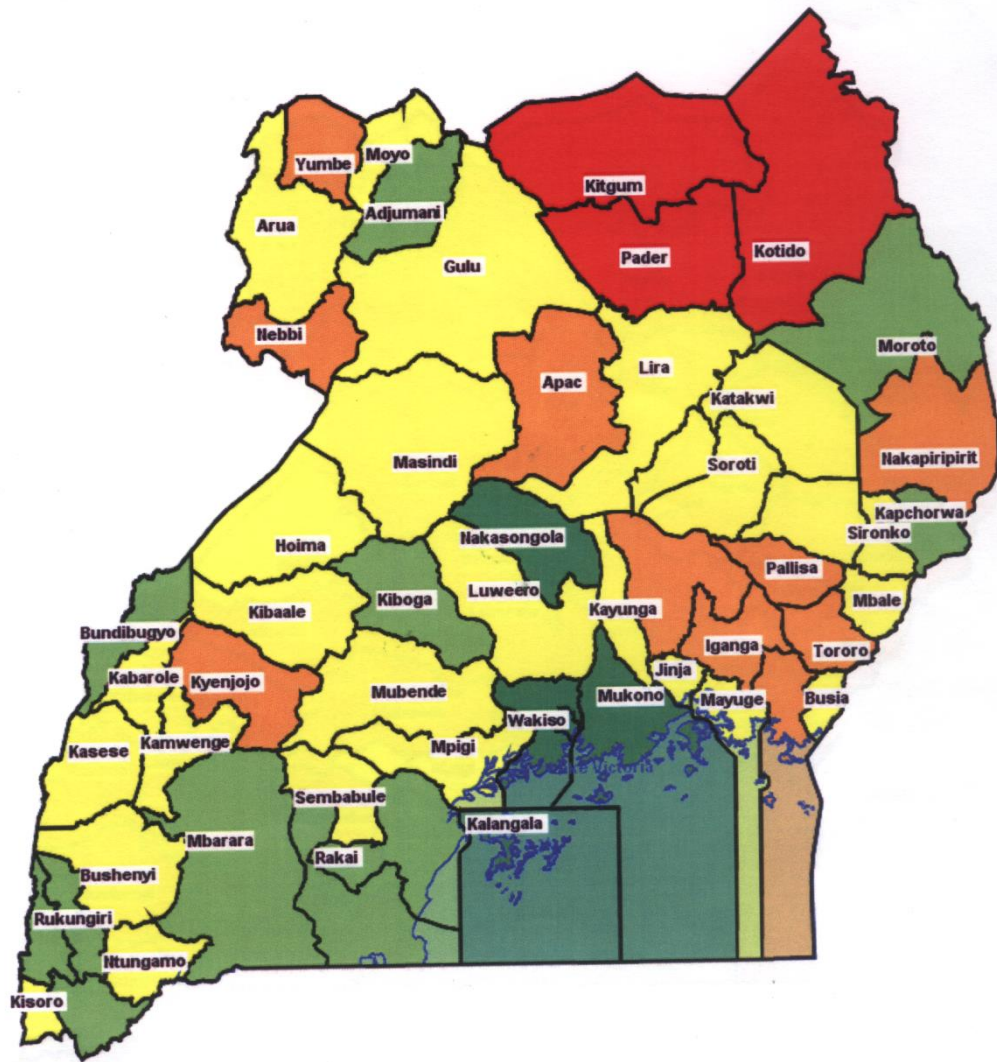 Yumbe
Moyo
Kitgum
Adjumani
Arua
Kotido
Pader
Gulu
Nebbi
Moroto
Lira
Apac
Katakwi
Masindi
Soroti
Nakapiripirit
Kapchorwa
Sironko
Nakasongola
Hoima
Pallisa
Luweero
Kiboga
Mbale
Kayunga
Kibaale
Bundibugyo
Iganga
Tororo
Jinja
Kabarole
Kyenjojo
Mubende
Mukono
Mayuge
Busia
Wakiso
Kamwenge
Kasese
Mpigi
Victoria
Sembabule
Kalangala
Mbarara
Rakai
Bushenyi
Rukungiri
Ntungamo
Kisoro